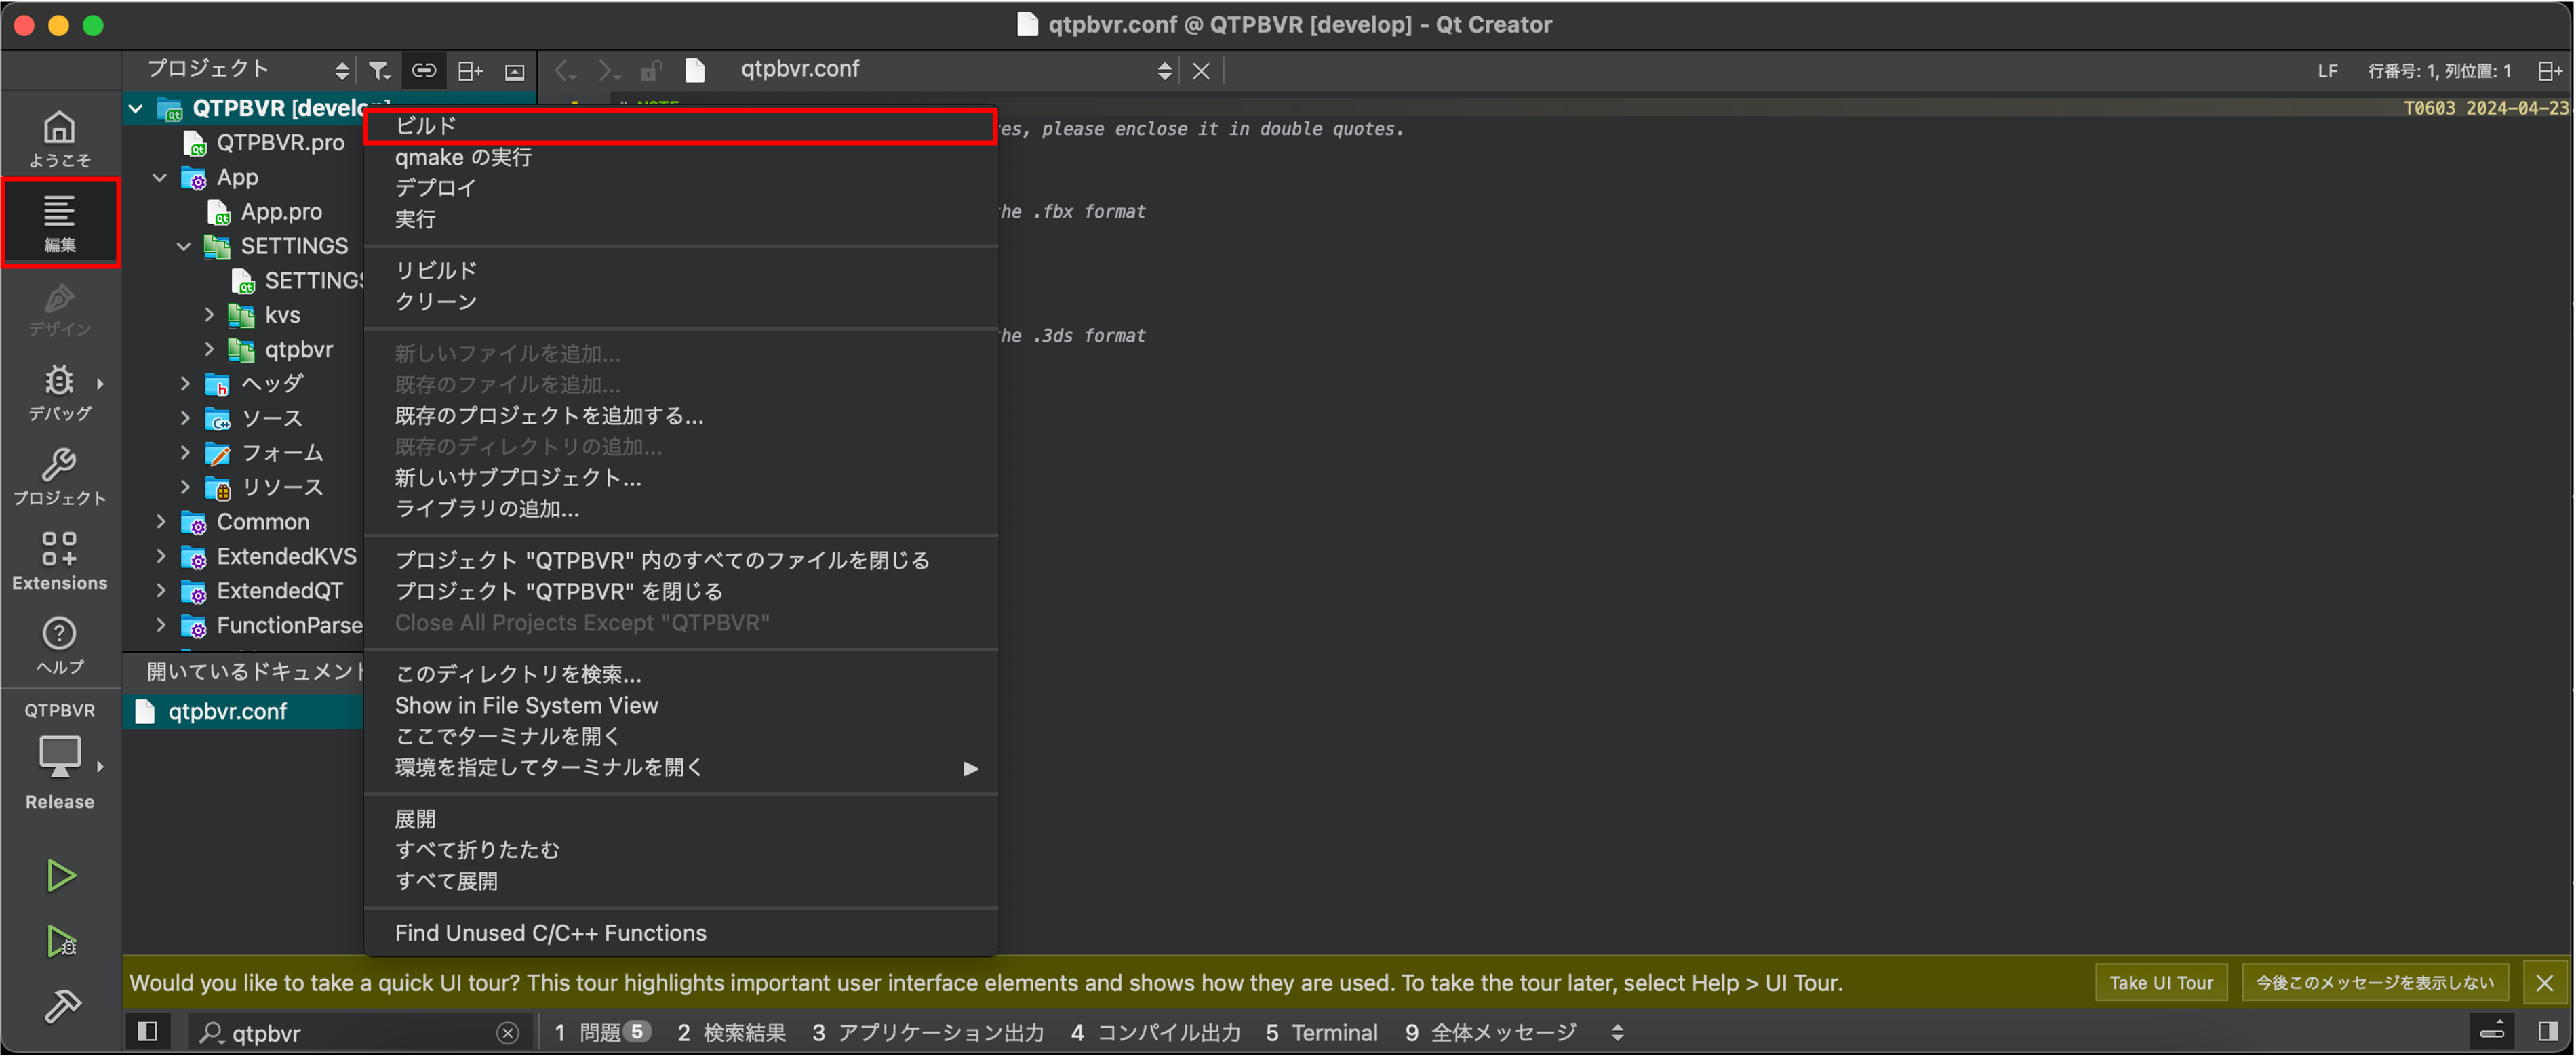 qtpbvr.conf @ QTPBVR [develop] - Qt Creator
プロジェクト
qtpbvr.conf
LF
行番号: 1, 列位置: 1
ようこそ
編集
デザイン
デバッグ
プロジェクト
Extensions
ヘルプ
QTPBVR
Release
QTPBVR [develop]
QTPBVR.pro
App
App.pro
SETTINGS
SETTINGS
kvs
qtpbvr
ヘッダ
ソース
フォーム
リソース
Common
ExtendedKVS
ExtendedQT
FunctionParse
開いているドキュメント
qtpbvr.conf
ビルド
qmake の実行
デプロイ
実行
リビルド
クリーン
新しいファイルを追加...
既存のファイルを追加...
既存のプロジェクトを追加する...
既存のディレクトリの追加...
新しいサブプロジェクト...
ライブラリの追加...
プロジェクト "QTPBVR" 内のすべてのファイルを閉じる
プロジェクト "QTPBVR" を閉じる
Close All Projects Except "QTPBVR"
このディレクトリを検索...
Show in File System View
ここでターミナルを開く
環境を指定してターミナルを開く
展開
すべて折りたたむ
すべて展開
Find Unused C/C++ Functions
T0603 2024-04-23
es, please enclose it in double quotes.
he .fbx format
he .3ds format
Would you like to take a quick UI tour? This tour highlights important user interface elements and shows how they are used. To take the tour later, select Help > UI Tour.
Take UI Tour
今後このメッセージを表示しない
qtpbvr
1 問題 5
2 検索結果
3 アプリケーション出力
4 コンパイル出力
5 Terminal
9 全体メッセージ